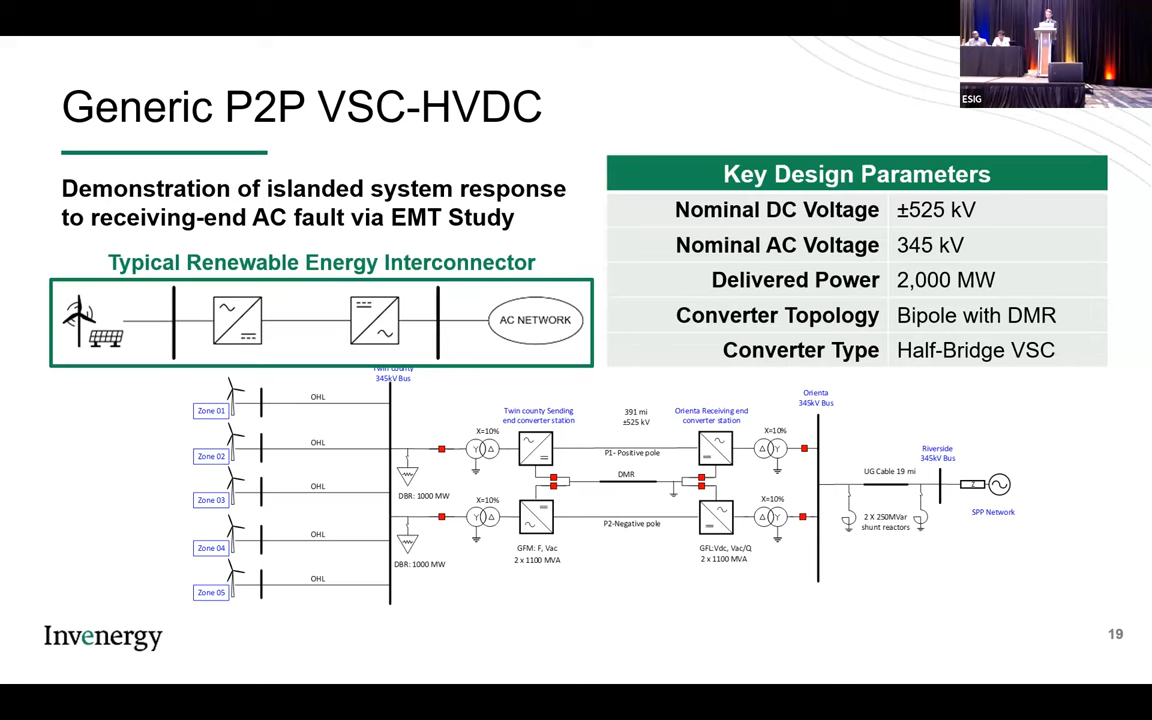 ESIG
Generic P2P VSC-HVDC
Demonstration of islanded system response
to receiving-end AC fault via EMT Study
Typical Renewable Energy Interconnector
AC NETWORK
Key Design Parameters
Nominal DC Voltage ±525 kV
Nominal AC Voltage 345 kV
Delivered Power 2,000 MW
Converter Topology Bipole with DMR
Converter Type Half-Bridge VSC
Twin county
345kV Bus
Zone 01
OHL
Zone 02
OHL
Zone 03
OHL
Zone 04
OHL
Zone 05
OHL
DBR: 1000 MW
DBR: 1000 MW
X=10%
X=10%
Twin county Sending
end converter station
GFM: F, Vac
2 x 1100 MVA
391 mi
±525 kV
P1- Positive pole
DMR
P2-Negative pole
Orienta Receiving end
converter station
GFL:Vdc, Vac/Q
2 x 1100 MVA
X=10%
X=10%
Orienta
345kV Bus
UG Cable 19 mi
2 X 250MVar
shunt reactors
Riverside
345kV Bus
Z
SPP Network
Invenergy
19